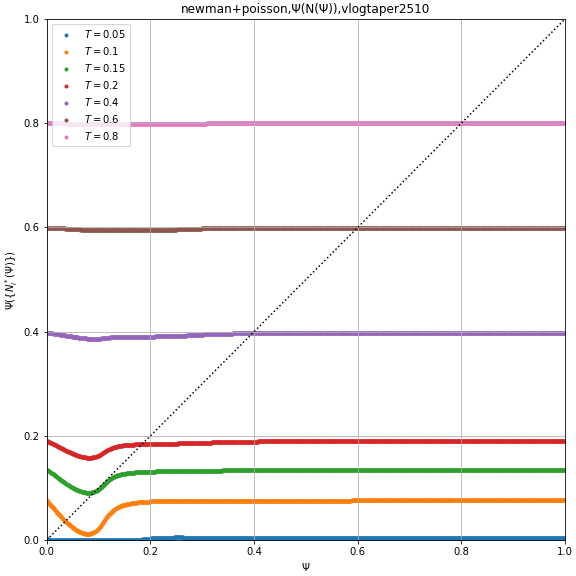 newman+poisson,Ψ(N(Ψ)),vlogtaper2510
T = 0.05
T = 0.1
T = 0.15
T = 0.2
T = 0.4
T = 0.6
T = 0.8
1.0
0.8
0.6
0.4
0.2
0.0
Ψ({N_i^*(Ψ)})
0.0 0.2 0.4 0.6 0.8 1.0
Ψ